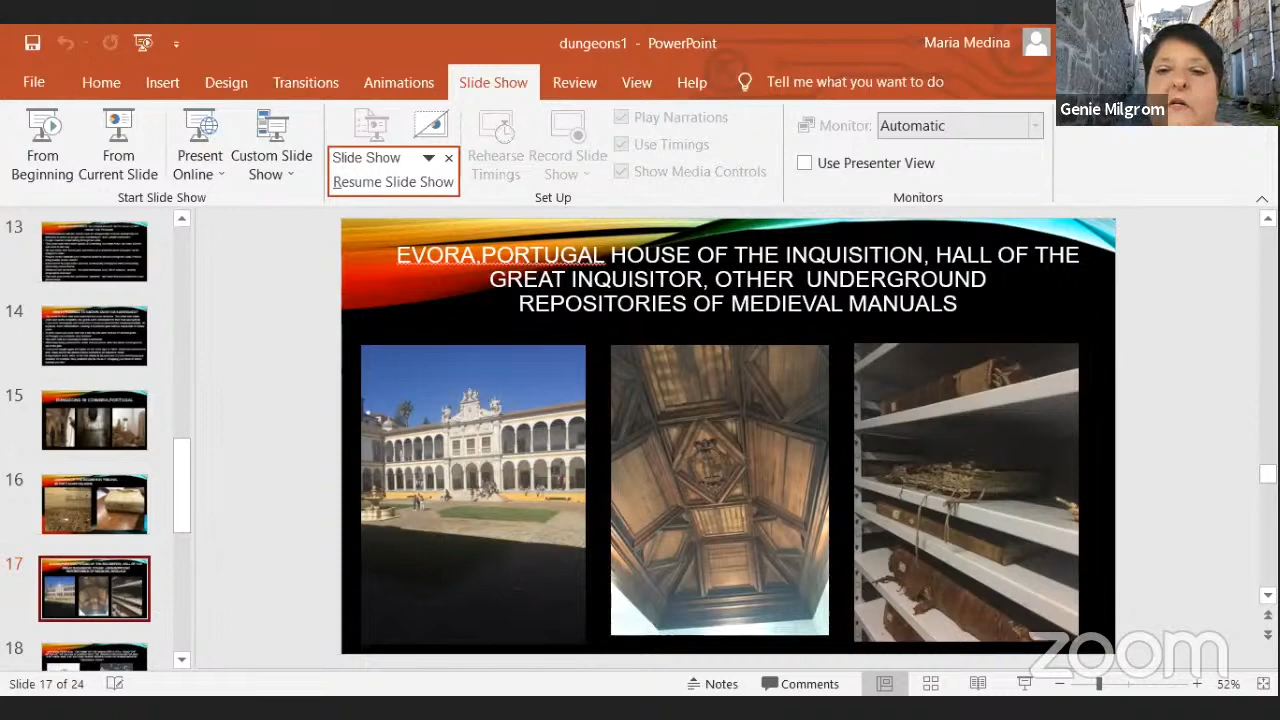 dungeons1 - PowerPoint
Maria Medina
Genie Milgrom
File Home Insert Design Transitions Animations Slide Show Review View Help Tell me what you want to do
From Beginning
From Current Slide
Present Online
Custom Slide Show
Start Slide Show
Slide Show
Resume Slide Show
Rehearse Timings
Record Slide Show
Play Narrations
Use Timings
Show Media Controls
Set Up
Monitor: Automatic
Use Presenter View
Monitors
13
14
15
16
17
18
EVORA,PORTUGAL HOUSE OF THE INQUISITION, HALL OF THE
GREAT INQUISITOR, OTHER UNDERGROUND
REPOSITORIES OF MEDIEVAL MANUALS
zoom
Slide 17 of 24
Notes
Comments
52%